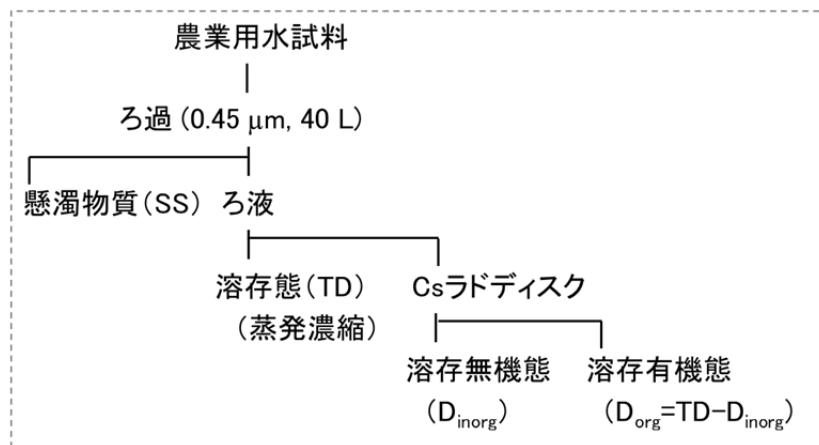 農業用水試料
ろ過 (0.45 μm, 40 L)
懸濁物質(SS) ろ液
溶存態(TD) Csラドディスク
(蒸発濃縮)
溶存無機態 溶存有機態
(Dinorg) (Dorg=TD−Dinorg)